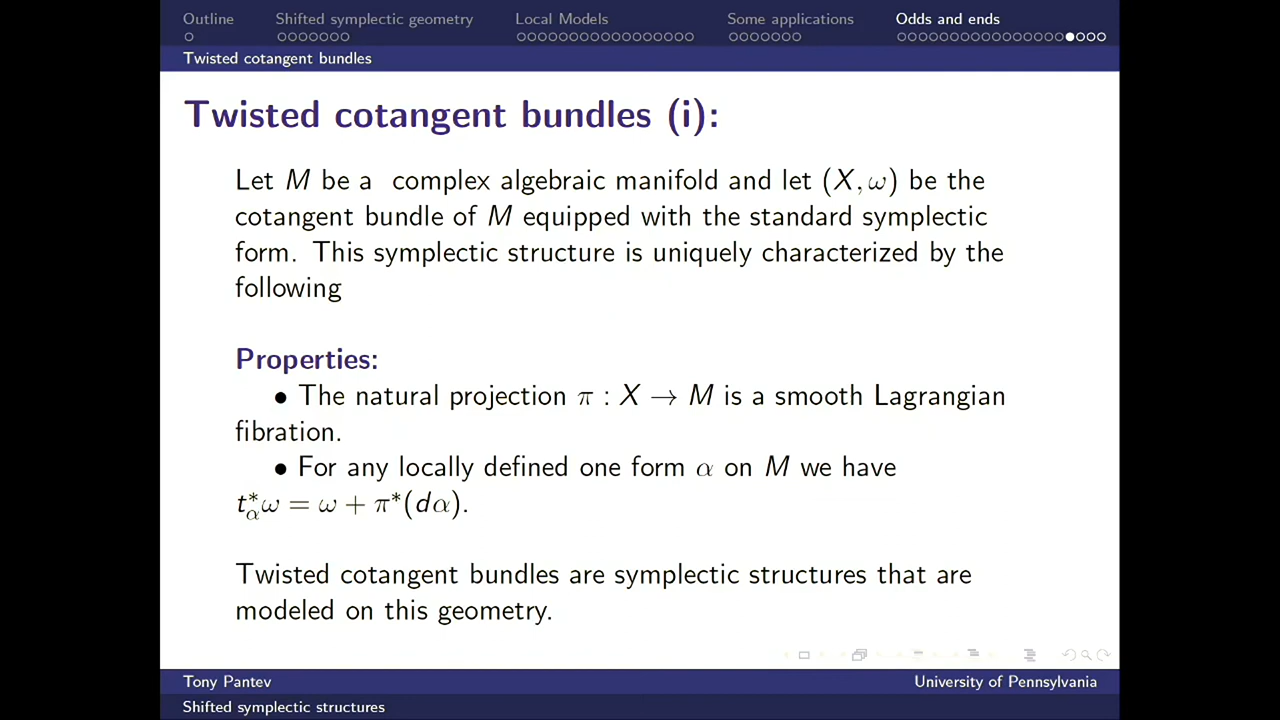 Outline Shifted symplectic geometry Local Models Some applications Odds and ends
Twisted cotangent bundles
Twisted cotangent bundles (i):
Let M be a complex algebraic manifold and let (X, ω) be the
cotangent bundle of M equipped with the standard symplectic
form. This symplectic structure is uniquely characterized by the
following
Properties:
• The natural projection π : X → M is a smooth Lagrangian
fibration.
• For any locally defined one form α on M we have
t*_αω = ω + π*(dα).
Twisted cotangent bundles are symplectic structures that are
modeled on this geometry.
Tony Pantev University of Pennsylvania
Shifted symplectic structures